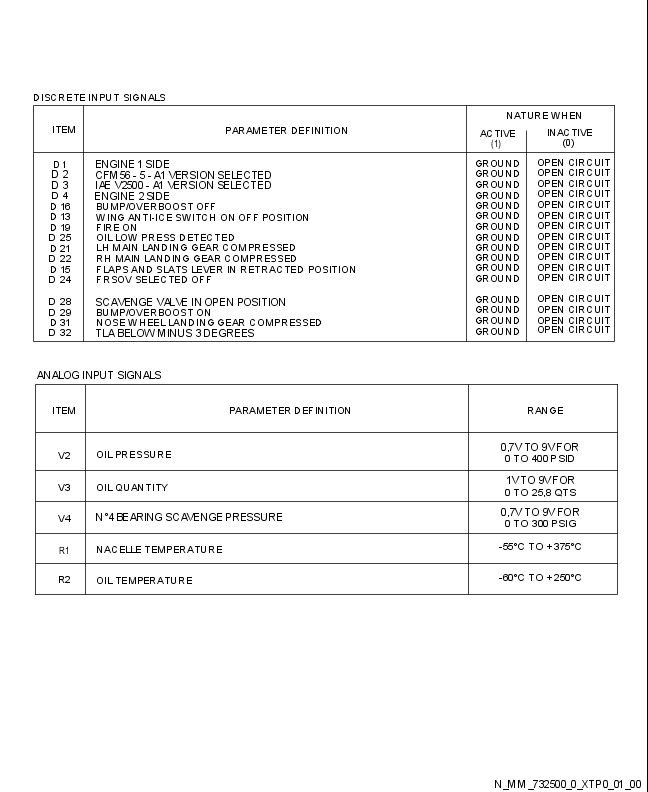 DISCRETE INPUT SIGNALS
ITEM PARAMETER DEFINITION NATURE WHEN
ACTIVE (1) INACTIVE (0)
D 1 ENGINE 1 SIDE GROUND OPEN CIRCUIT
D 2 CFM56 - 5 - A1 VERSION SELECTED GROUND OPEN CIRCUIT
D 3 IAE V2500 - A1 VERSION SELECTED GROUND OPEN CIRCUIT
D 4 ENGINE 2 SIDE GROUND OPEN CIRCUIT
D 16 BUMP/OVERBOOST OFF GROUND OPEN CIRCUIT
D 13 WING ANTI-ICE SWITCH ON OFF POSITION GROUND OPEN CIRCUIT
D 19 FIRE ON GROUND OPEN CIRCUIT
D 25 OIL LOW PRESS DETECTED GROUND OPEN CIRCUIT
D 21 LH MAIN LANDING GEAR COMPRESSED GROUND OPEN CIRCUIT
D 22 RH MAIN LANDING GEAR COMPRESSED GROUND OPEN CIRCUIT
D 15 FLAPS AND SLATS LEVER IN RETRACTED POSITION GROUND OPEN CIRCUIT
D 24 FRSOV SELECTED OFF GROUND OPEN CIRCUIT
D 28 SCAVENGE VALVE IN OPEN POSITION GROUND OPEN CIRCUIT
D 29 BUMP/OVERBOOST ON GROUND OPEN CIRCUIT
D 31 NOSE WHEEL LANDING GEAR COMPRESSED GROUND OPEN CIRCUIT
D 32 TLA BELOW MINUS 3 DEGREES GROUND OPEN CIRCUIT
ANALOG INPUT SIGNALS
ITEM PARAMETER DEFINITION RANGE
V2 OIL PRESSURE 0,7V TO 9V FOR
0 TO 400 PSID
V3 OIL QUANTITY 1V TO 9V FOR
0 TO 25,8 QTS
V4 N°4 BEARING SCAVENGE PRESSURE 0,7V TO 9V FOR
0 TO 300 PSIG
R1 NACELLE TEMPERATURE -55°C TO +375°C
R2 OIL TEMPERATURE -60°C TO +250°C
N_MM_732500_0_XTP0_01_00